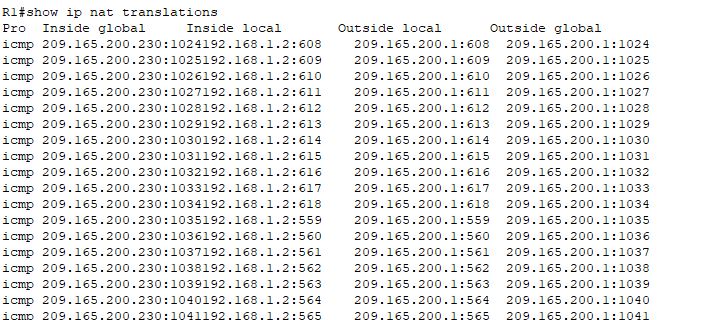 R1#show ip nat translations
Pro  Inside global     Inside local       Outside local      Outside global
icmp 209.165.200.230:1024192.168.1.2:608    209.165.200.1:608  209.165.200.1:1024
icmp 209.165.200.230:1025192.168.1.2:609    209.165.200.1:609  209.165.200.1:1025
icmp 209.165.200.230:1026192.168.1.2:610    209.165.200.1:610  209.165.200.1:1026
icmp 209.165.200.230:1027192.168.1.2:611    209.165.200.1:611  209.165.200.1:1027
icmp 209.165.200.230:1028192.168.1.2:612    209.165.200.1:612  209.165.200.1:1028
icmp 209.165.200.230:1029192.168.1.2:613    209.165.200.1:613  209.165.200.1:1029
icmp 209.165.200.230:1030192.168.1.2:614    209.165.200.1:614  209.165.200.1:1030
icmp 209.165.200.230:1031192.168.1.2:615    209.165.200.1:615  209.165.200.1:1031
icmp 209.165.200.230:1032192.168.1.2:616    209.165.200.1:616  209.165.200.1:1032
icmp 209.165.200.230:1033192.168.1.2:617    209.165.200.1:617  209.165.200.1:1033
icmp 209.165.200.230:1034192.168.1.2:618    209.165.200.1:618  209.165.200.1:1034
icmp 209.165.200.230:1035192.168.1.2:559    209.165.200.1:559  209.165.200.1:1035
icmp 209.165.200.230:1036192.168.1.2:560    209.165.200.1:560  209.165.200.1:1036
icmp 209.165.200.230:1037192.168.1.2:561    209.165.200.1:561  209.165.200.1:1037
icmp 209.165.200.230:1038192.168.1.2:562    209.165.200.1:562  209.165.200.1:1038
icmp 209.165.200.230:1039192.168.1.2:563    209.165.200.1:563  209.165.200.1:1039
icmp 209.165.200.230:1040192.168.1.2:564    209.165.200.1:564  209.165.200.1:1040
icmp 209.165.200.230:1041192.168.1.2:565    209.165.200.1:565  209.165.200.1:1041